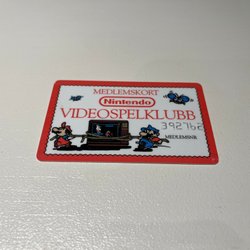 MEDLEMSKORT
Nintendo
VIDEOSPELKLUBB
MEDLEMSNR.